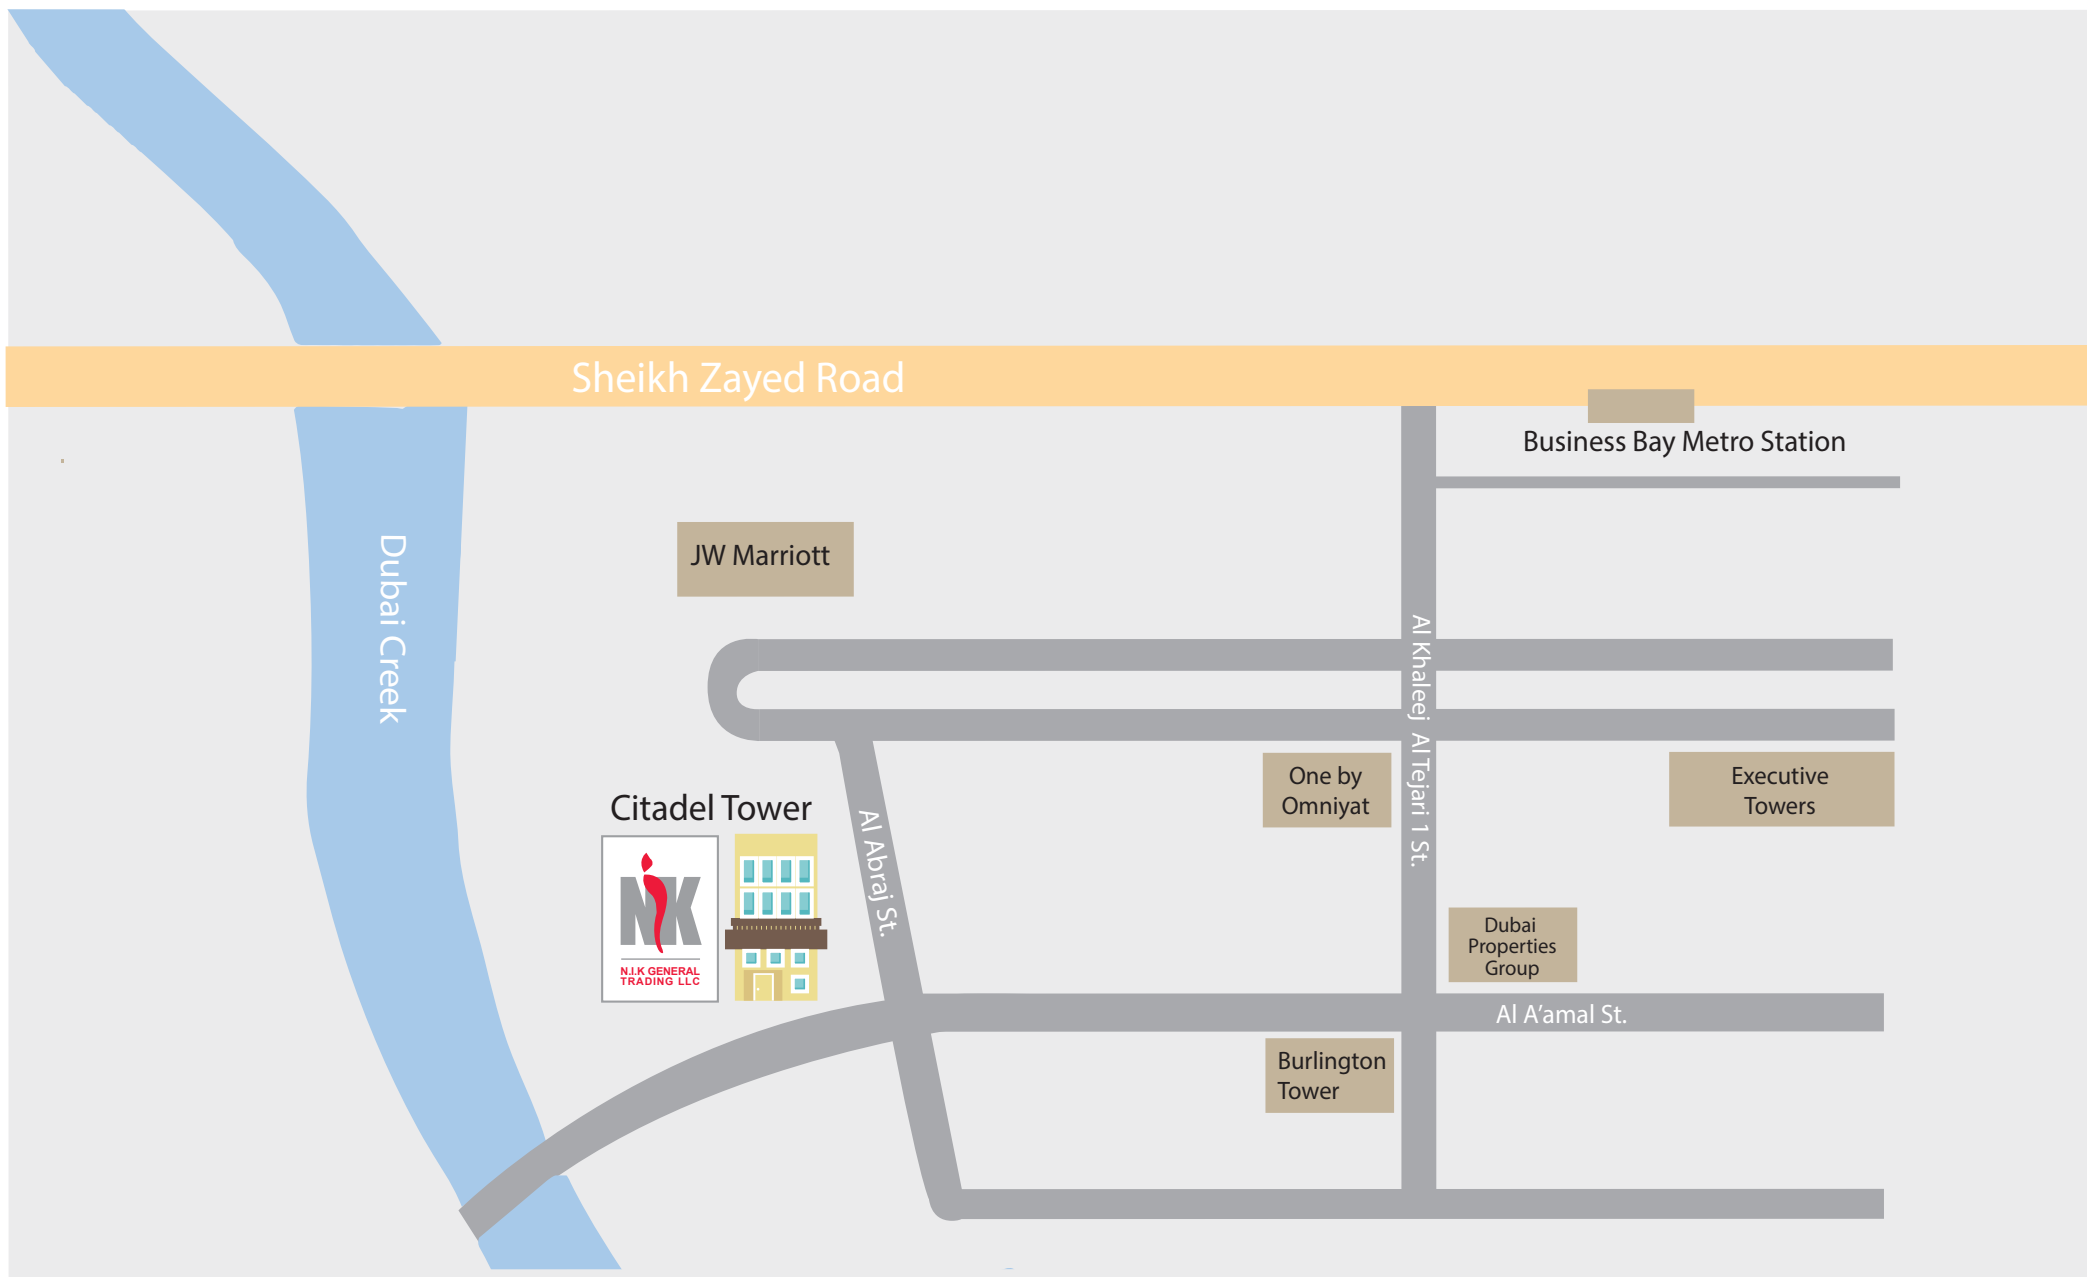 Sheikh Zayed Road
Business Bay Metro Station
Dubai Creek
JW Marriott
Al Khaleej Al Tejari 1 St.
One by
Omniyat
Executive
Towers
Citadel Tower
Al Abraj St.
NK
N.I.K GENERAL
TRADING LLC
Dubai
Properties
Group
Al A’amal St.
Burlington
Tower